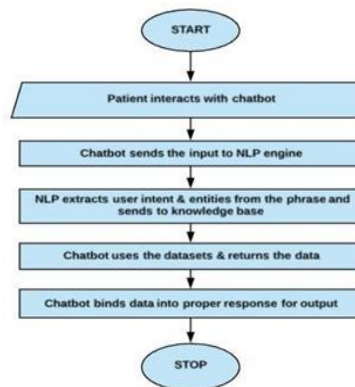 START
Patient interacts with chatbot
Chatbot sends the input to NLP engine
NLP extracts user intent & entities from the phrase and
sends to knowledge base
Chatbot uses the datasets & returns the data
Chatbot binds data into proper response for output
STOP